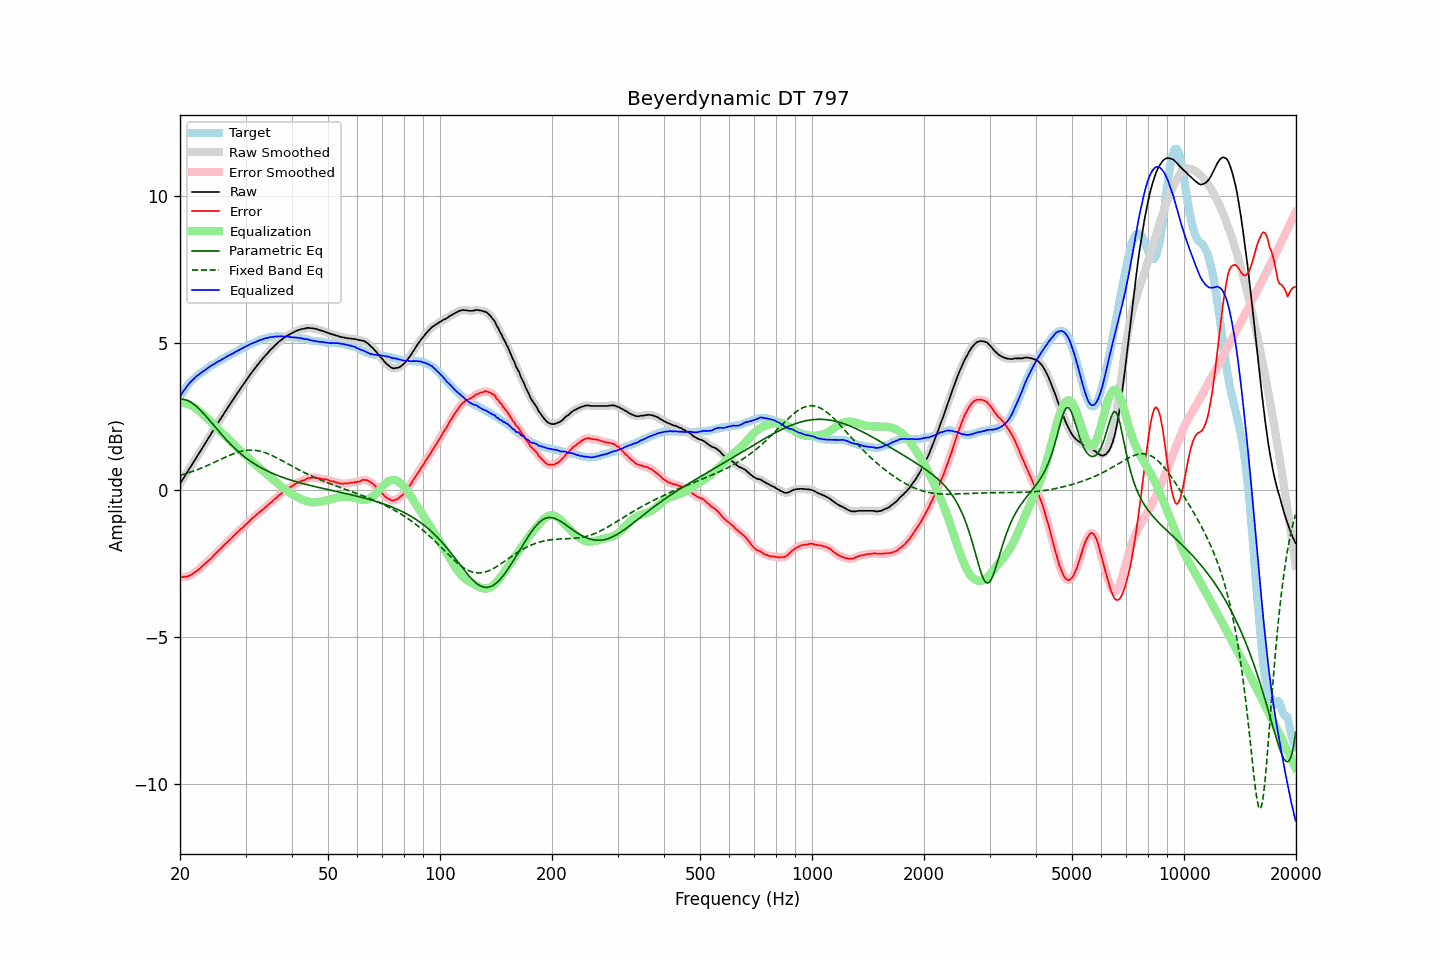 Beyerdynamic DT 797
Target
Raw Smoothed
Error Smoothed
Raw
Error
Equalization
Parametric Eq
Fixed Band Eq
Equalized
Amplitude (dBr)
10
5
0
−5
−10
20 50 100 200 500 1000 2000 5000 10000 20000
Frequency (Hz)